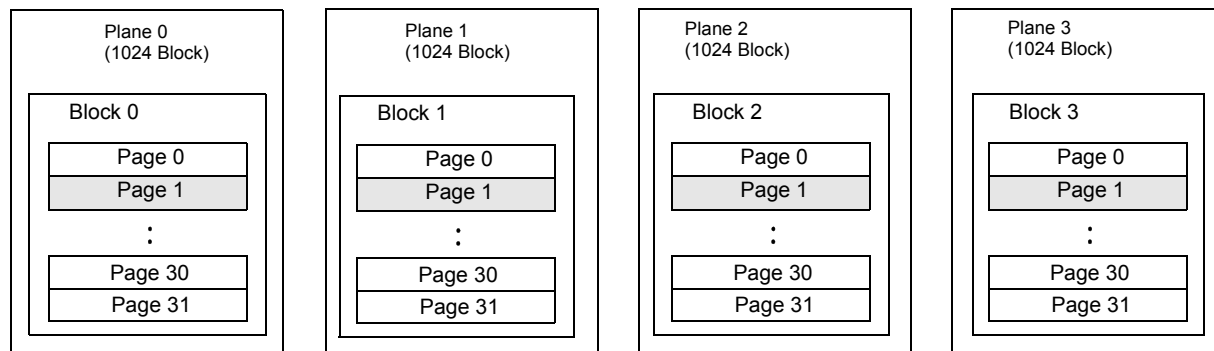 Plane 0
(1024 Block)
Block 0
Page 0
Page 1
:
Page 30
Page 31
Plane 1
(1024 Block)
Block 1
Page 0
Page 1
:
Page 30
Page 31
Plane 2
(1024 Block)
Block 2
Page 0
Page 1
:
Page 30
Page 31
Plane 3
(1024 Block)
Block 3
Page 0
Page 1
:
Page 30
Page 31